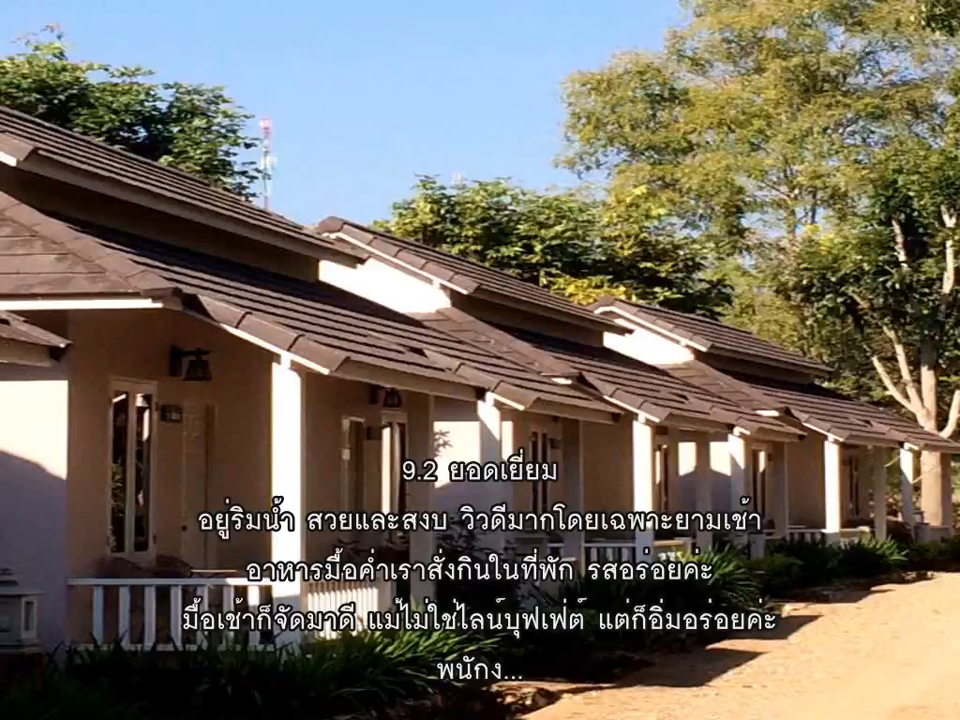 9.2 ยอดเยี่ยม
อยู่ริมน้ำ สวยและสงบ วิวดีมากโดยเฉพาะยามเช้า
อาหารมื้อค่ำเราสั่งกินในที่พัก รสอร่อยค่ะ
มื้อเช้าก็จัดมาดี แม้ไม่ใช่ไลน์บุฟเฟ่ต์ แต่ก็อิ่มอร่อยค่ะ
พนักง...